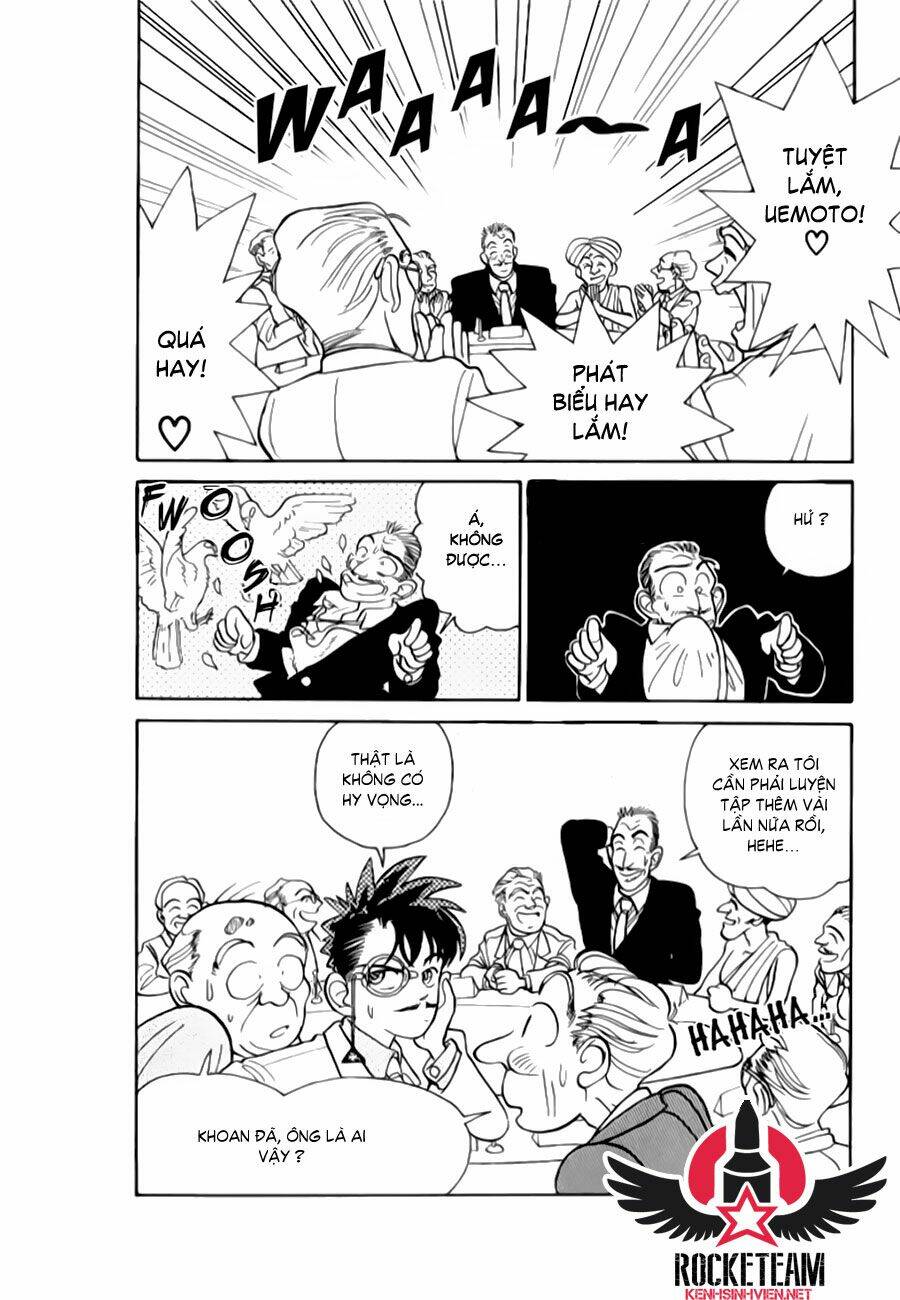 WAAAA~A
TUYỆT
LẮM,
UEMOTO!
♡
PHÁT
BIỂU HAY
LẮM!
QUÁ
HAY!
♡
HỬ ?
Á,
KHÔNG
ĐƯỢC...
FWOOOSH
XEM RA TÔI
CẦN PHẢI LUYỆN
TẬP THÊM VÀI
LẦN NỮA RỒI,
HEHE...
THẬT LÀ
KHÔNG CÓ
HY VỌNG...
HAHAHA...
KHOAN ĐÃ, ÔNG LÀ AI
VẬY ?
ROCKETEAM
KENHSINHVIEN.NET